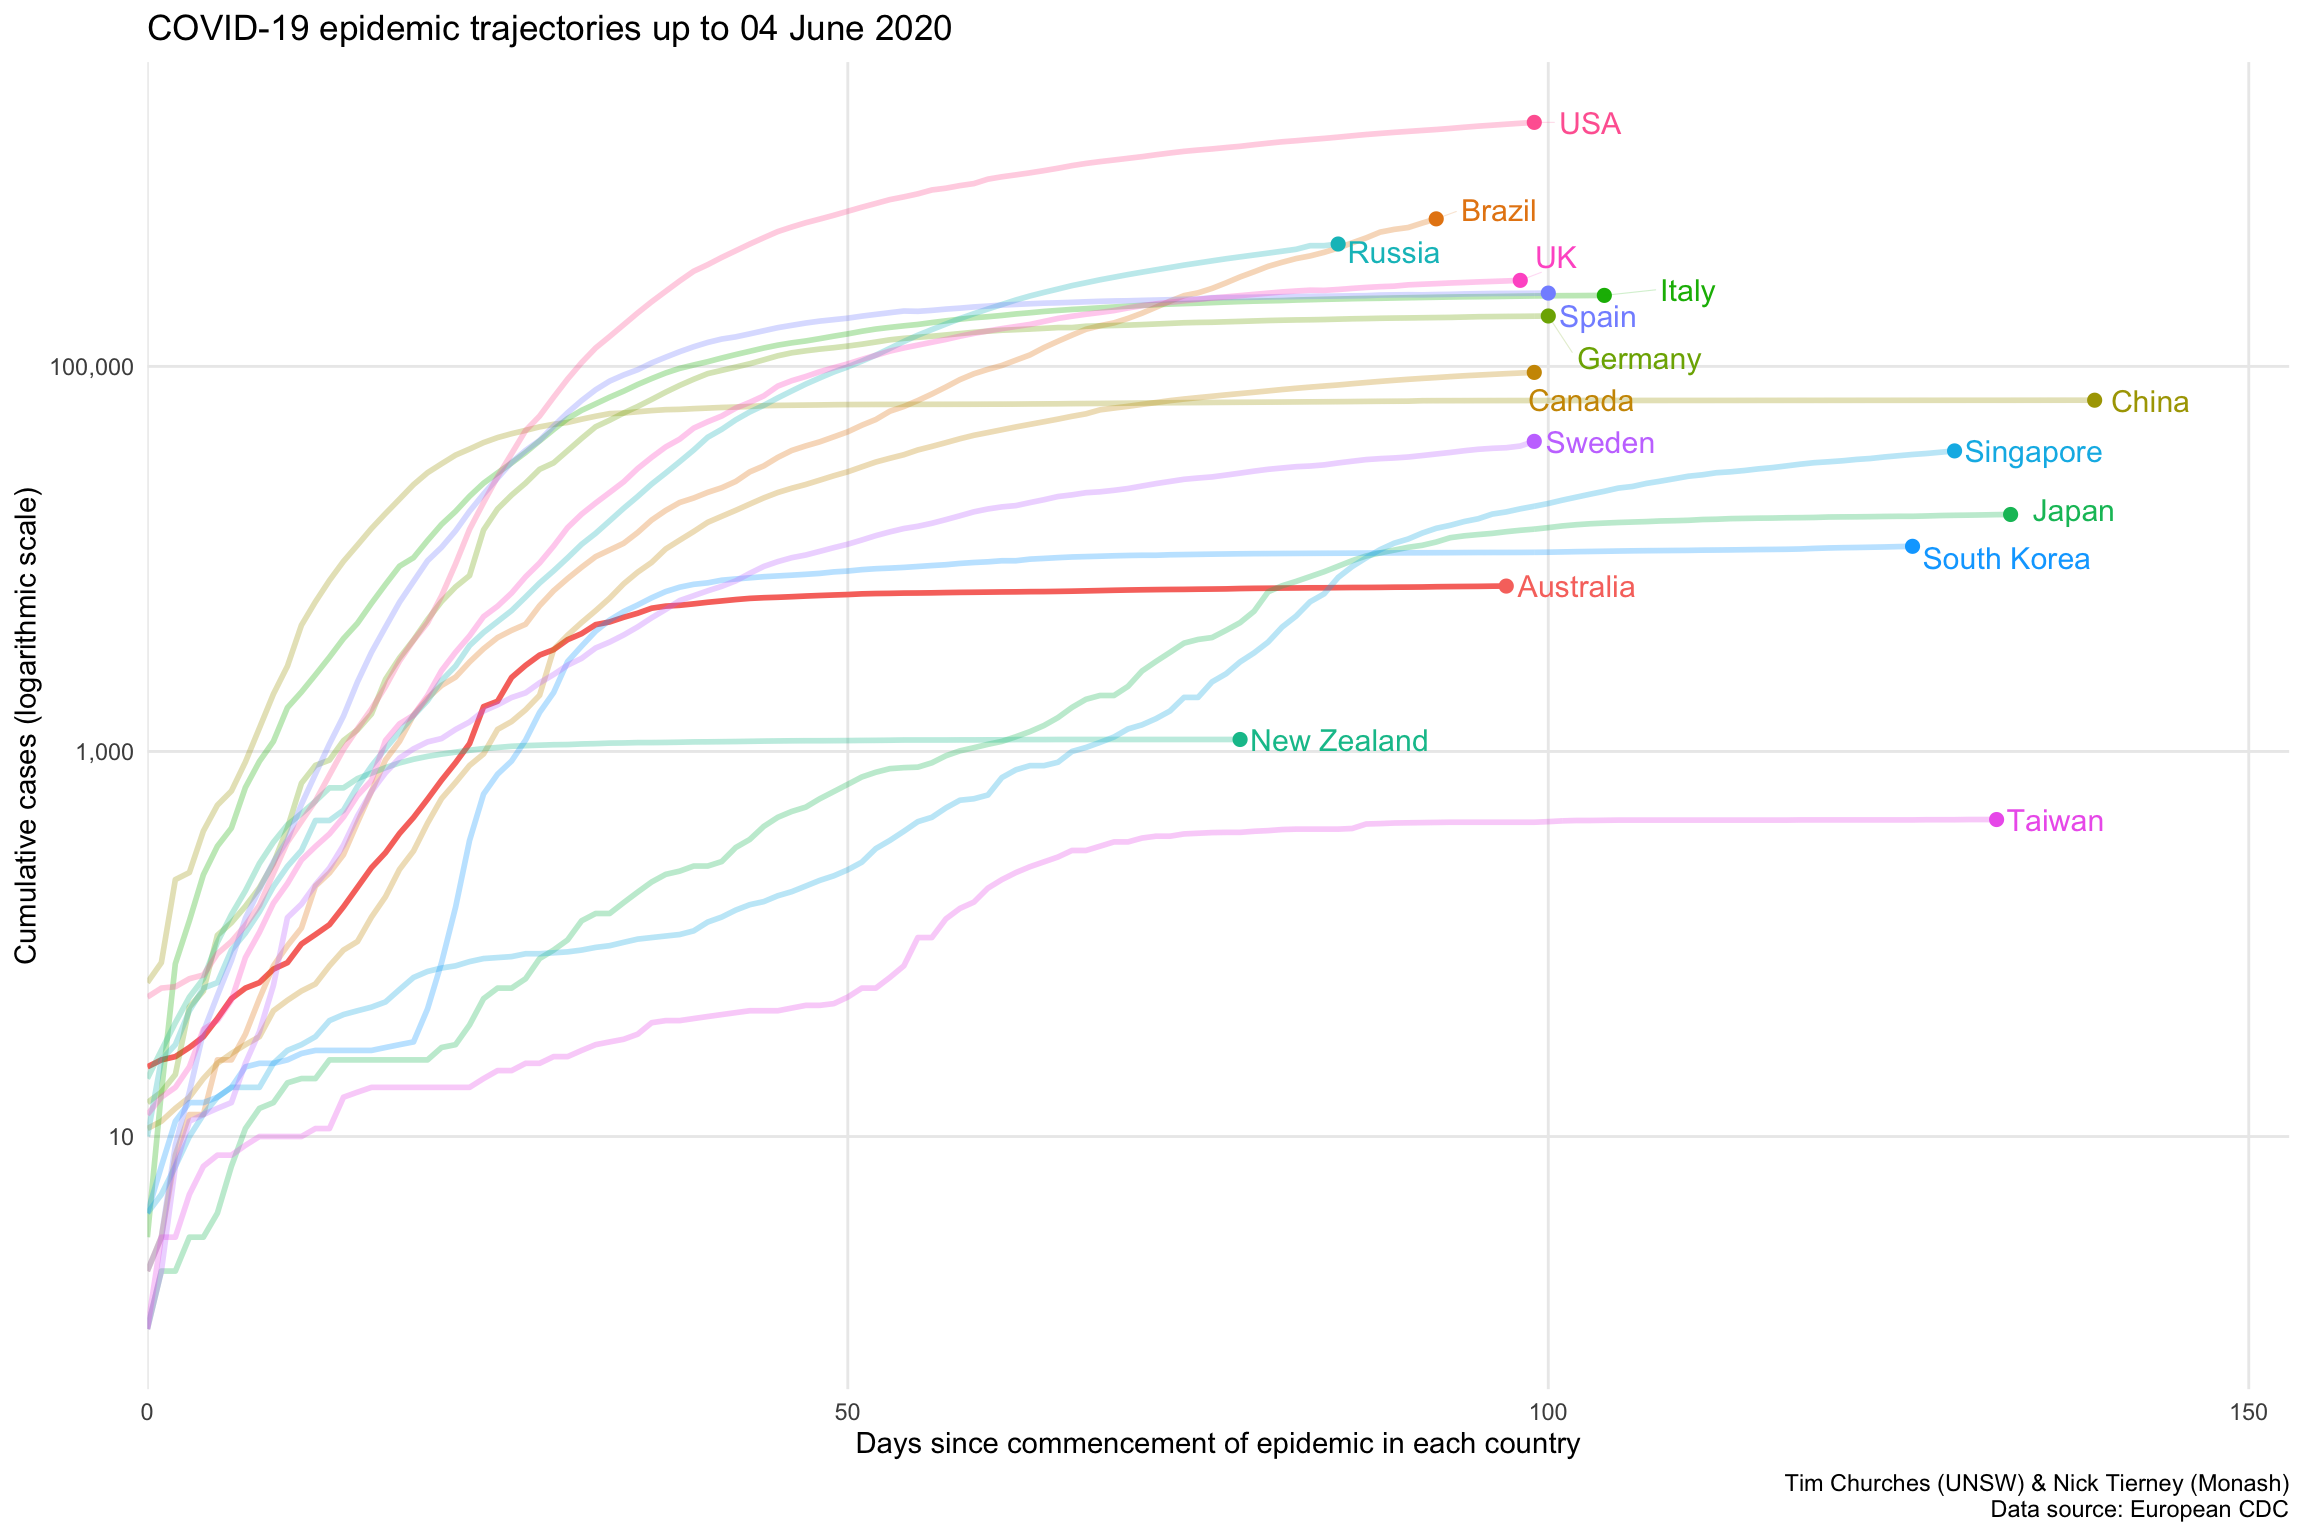 COVID-19 epidemic trajectories up to 04 June 2020
USA
Brazil
Russia
UK
Italy
Spain
Germany
Canada
China
Sweden
Singapore
Japan
South Korea
Australia
New Zealand
Taiwan
100,000
1,000
10
Cumulative cases (logarithmic scale)
0
50
100
150
Days since commencement of epidemic in each country
Tim Churches (UNSW) & Nick Tierney (Monash)
Data source: European CDC